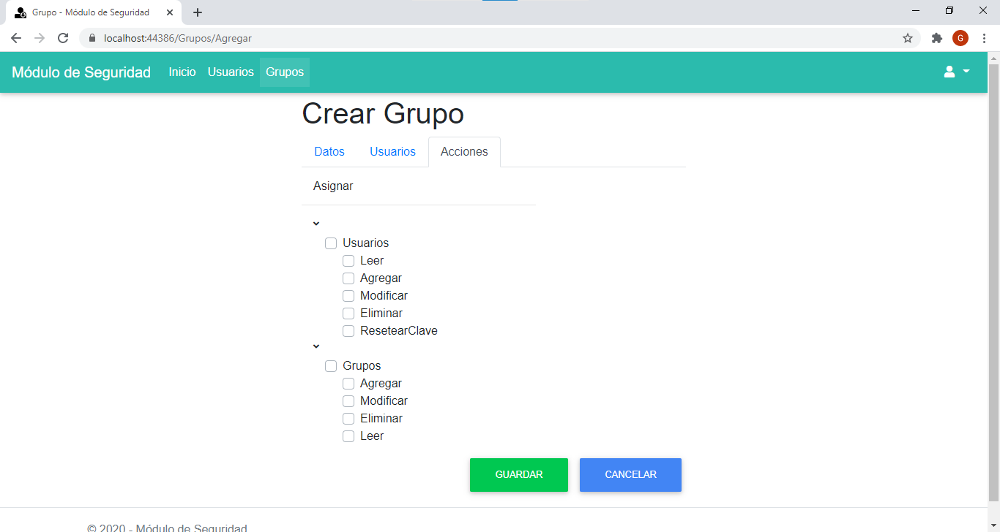 Grupo - Módulo de Seguridad
localhost:44386/Grupos/Agregar
G
Módulo de Seguridad Inicio Usuarios Grupos
Crear Grupo
Datos Usuarios Acciones
Asignar
Usuarios
Leer
Agregar
Modificar
Eliminar
ResetearClave
Grupos
Agregar
Modificar
Eliminar
Leer
GUARDAR CANCELAR
© 2020 - Módulo de Seguridad